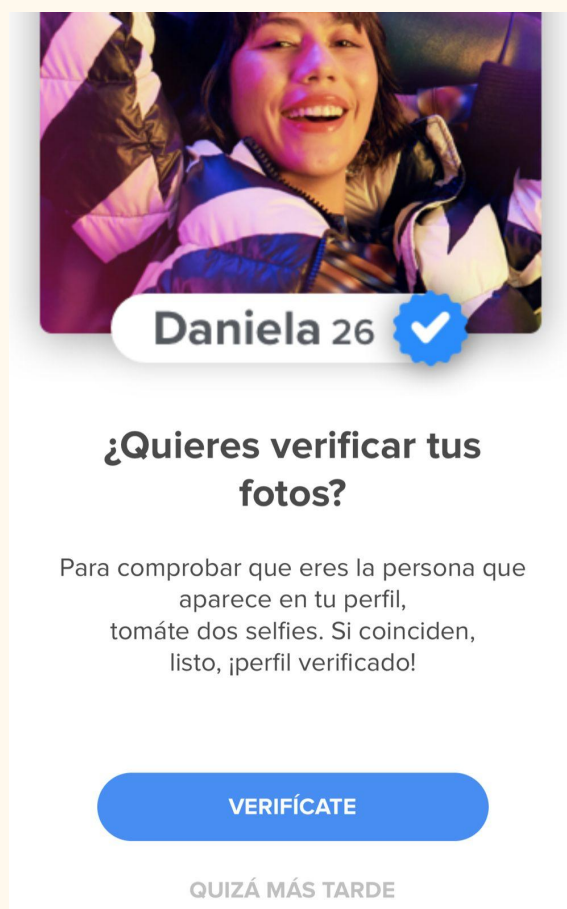 Daniela 26
¿Quieres verificar tus
fotos?
Para comprobar que eres la persona que
aparece en tu perfil,
tomáte dos selfies. Si coinciden,
listo, ¡perfil verificado!
VERIFÍCATE
QUIZÁ MÁS TARDE